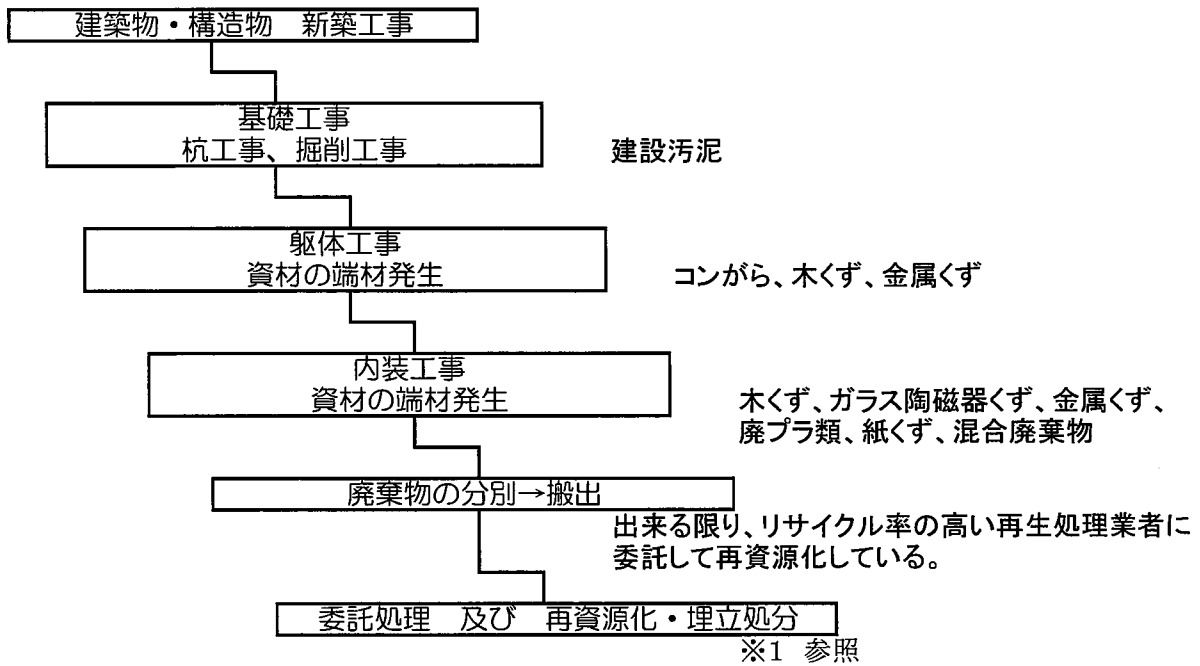 建築物・構造物　新築工事
基礎工事
杭工事、掘削工事
建設汚泥
躯体工事
資材の端材発生
コンがら、木くず、金属くず
内装工事
資材の端材発生
木くず、ガラス陶磁器くず、金属くず、
廃プラ類、紙くず、混合廃棄物
廃棄物の分別→搬出
出来る限り、リサイクル率の高い再生処理業者に
委託して再資源化している。
委託処理　及び　再資源化・埋立処分
※1　参照